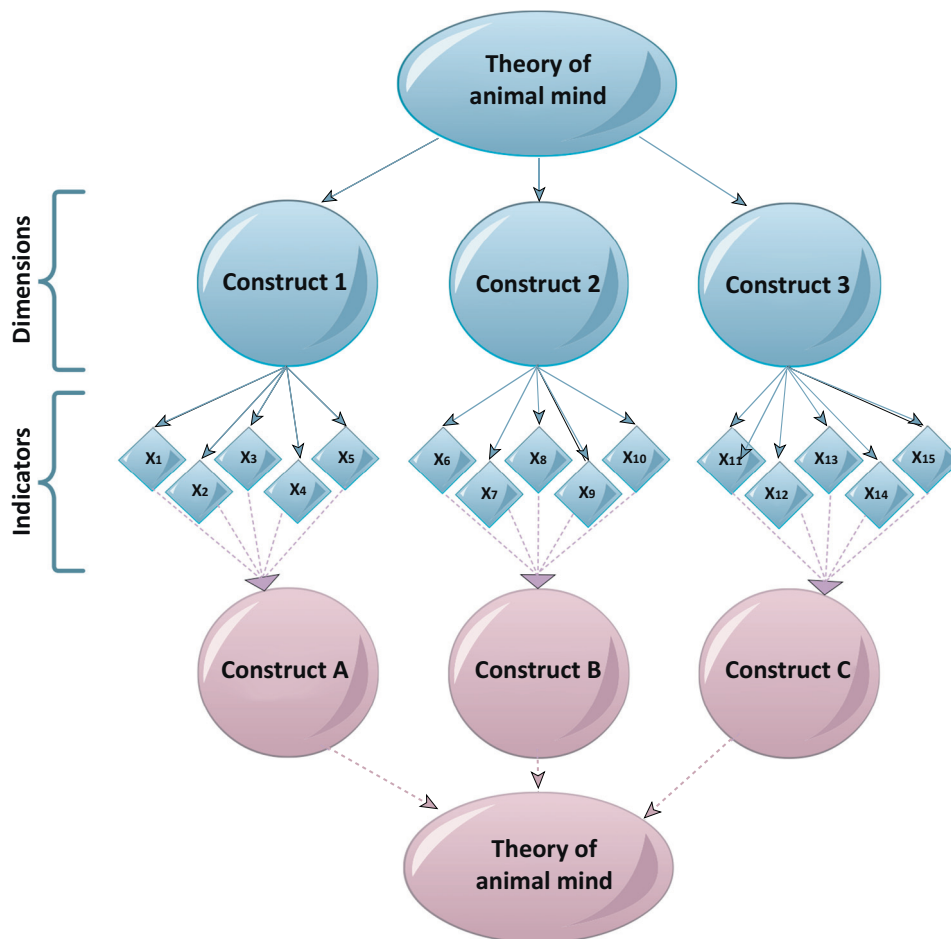 Theory of
animal mind
Dimensions
Construct 1
Construct 2
Construct 3
Indicators
X1
X2
X3
X4
X5
X6
X7
X8
X9
X10
X11
X12
X13
X14
X15
Construct A
Construct B
Construct C
Theory of
animal mind